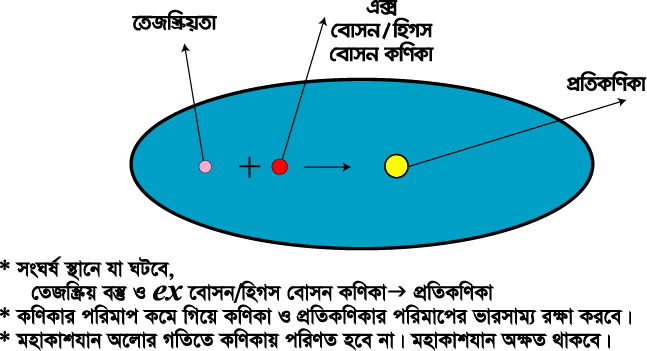 এক্স
তেজস্ক্রিয়তা
বোসন/হিগস
বোসন কণিকা
প্রতিকণিকা
+
* সংঘর্ষ স্থানে যা ঘটবে,
তেজস্ক্রিয় বস্তু ও ex বোসন/হিগস বোসন কণিকা→ প্রতিকণিকা
* কণিকার পরিমাপ কমে গিয়ে কণিকা ও প্রতিকণিকার পরিমাপের ভারসাম্য রক্ষা করবে।
* মহাকাশযান অলোর গতিতে কণিকায় পরিণত হবে না। মহাকাশযান অক্ষত থাকবে।